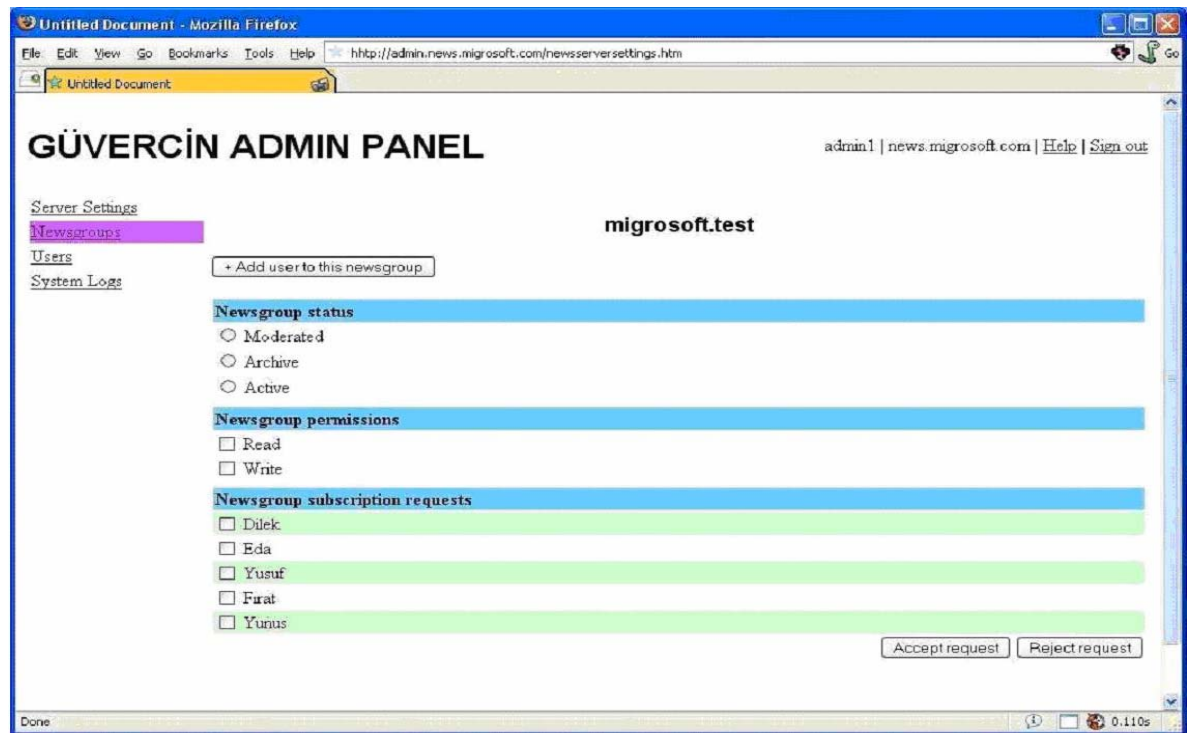 Untitled Document - Mozilla Firefox
File Edit View Go Bookmarks Tools Help hhtp://admin.news.migrosoft.com/newsserversettings.htm Go
Untitled Document
GÜVERCİN ADMIN PANEL
admin1 | news.migrosoft.com | Help | Sign out
Server Settings
Newsgroups
Users
System Logs
migrosoft.test
+ Add user to this newsgroup
Newsgroup status
Moderated
Archive
Active
Newsgroup permissions
Read
Write
Newsgroup subscription requests
Dilek
Eda
Yusuf
Fırat
Yunus
Accept request Reject request
Done 0.110s